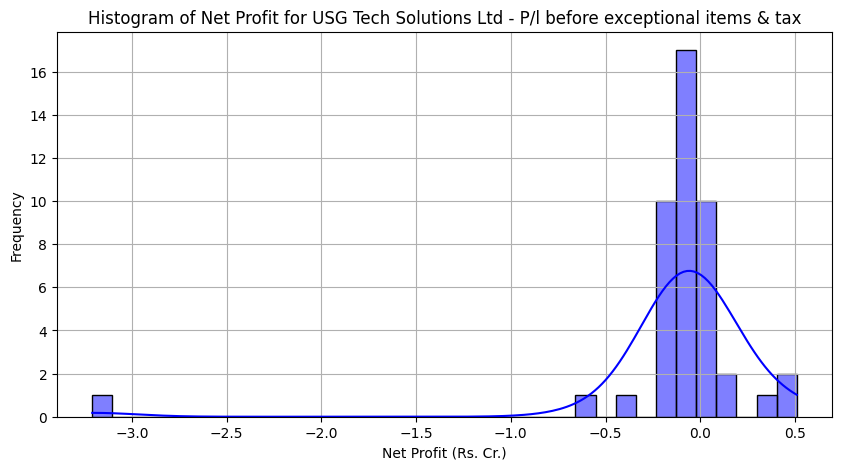 Histogram of Net Profit for USG Tech Solutions Ltd - P/l before exceptional items & tax
16
14
12
10
8
6
4
2
0
Frequency
−3.0 −2.5 −2.0 −1.5 −1.0 −0.5 0.0 0.5
Net Profit (Rs. Cr.)